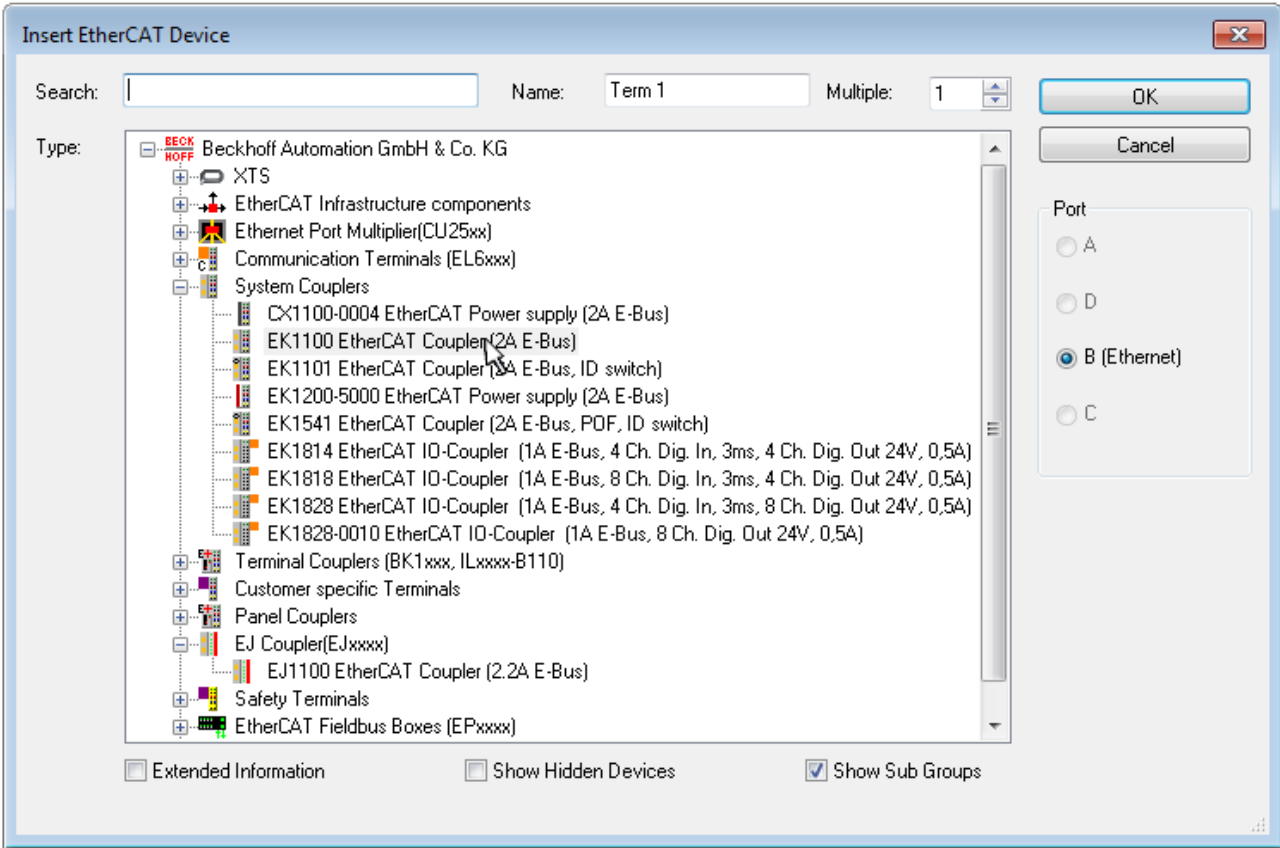 Insert EtherCAT Device
Search: Name: Term 1 Multiple: 1 OK
Cancel
Type:
BECK HOFF Beckhoff Automation GmbH & Co. KG
XTS
EtherCAT Infrastructure components
Ethernet Port Multiplier(CU25xx)
C Communication Terminals (EL6xxx)
System Couplers
CX1100-0004 EtherCAT Power supply (2A E-Bus)
EK1100 EtherCAT Coupler (2A E-Bus)
EK1101 EtherCAT Coupler (2A E-Bus, ID switch)
EK1200-5000 EtherCAT Power supply (2A E-Bus)
EK1541 EtherCAT Coupler (2A E-Bus, POF, ID switch)
EK1814 EtherCAT IO-Coupler (1A E-Bus, 4 Ch. Dig. In, 3ms, 4 Ch. Dig. Out 24V, 0,5A)
EK1818 EtherCAT IO-Coupler (1A E-Bus, 8 Ch. Dig. In, 3ms, 4 Ch. Dig. Out 24V, 0,5A)
EK1828 EtherCAT IO-Coupler (1A E-Bus, 4 Ch. Dig. In, 3ms, 8 Ch. Dig. Out 24V, 0,5A)
EK1828-0010 EtherCAT IO-Coupler (1A E-Bus, 8 Ch. Dig. Out 24V, 0,5A)
Terminal Couplers (BK1xxx, ILxxxx-B110)
Customer specific Terminals
Panel Couplers
EJ Coupler(EJxxxx)
EJ1100 EtherCAT Coupler (2.2A E-Bus)
Safety Terminals
EtherCAT Fieldbus Boxes (EPxxxx)
Port
A
D
B (Ethernet)
C
Extended Information Show Hidden Devices Show Sub Groups